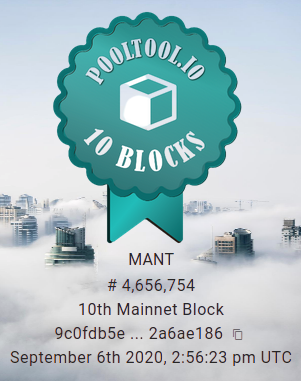 POOLTOOL.IO
10 BLOCKS
MANT
# 4,656,754
10th Mainnet Block
9c0fdb5e ... 2a6ae186
September 6th 2020, 2:56:23 pm UTC